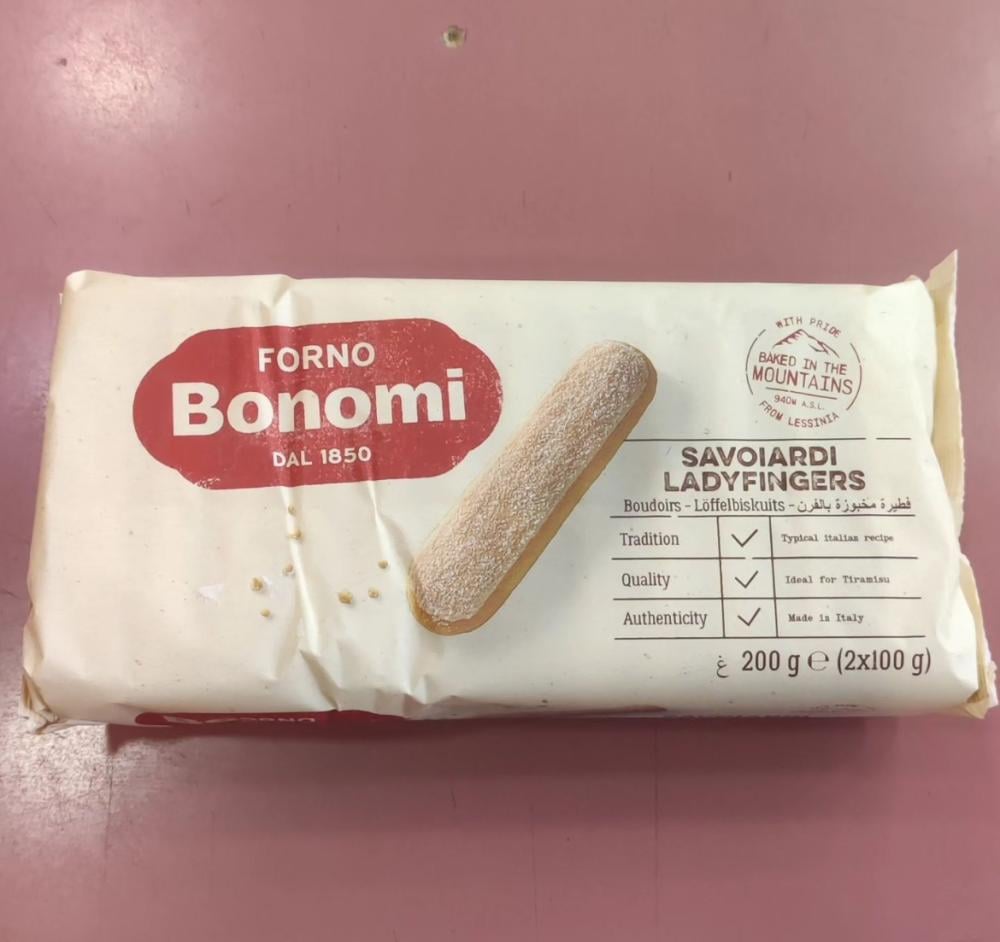 FORNO
Bonomi
DAL 1850
WITH PRIDE
BAKED IN THE
MOUNTAINS
940M A.S.L.
FROM LESSINIA
SAVOIARDI
LADYFINGERS
Boudoirs - Löffelbiskuits - فطيرة مخبوزة بالفرن
Tradition Typical italian recipe
Quality Ideal for Tiramisu
Authenticity Made in Italy
غ 200 g e (2x100 g)